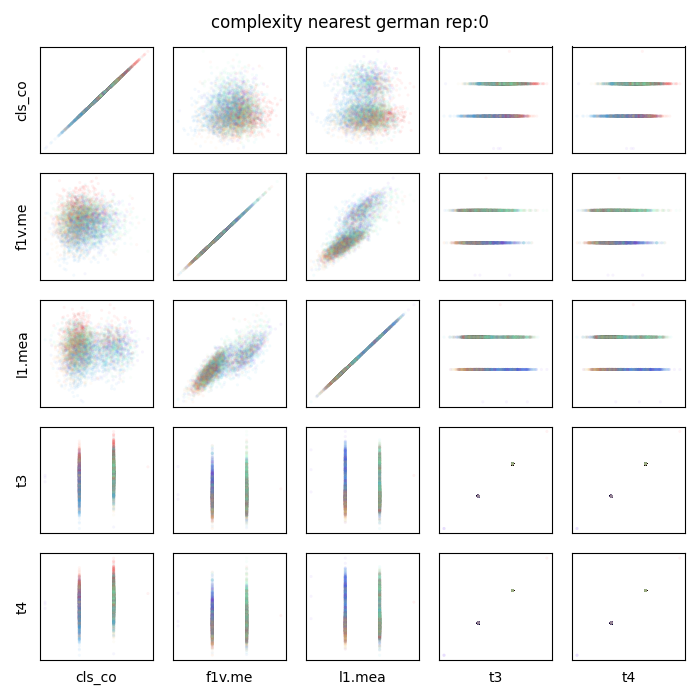 complexity nearest german rep:0
cls_co
f1v.me
l1.mea
t3
t4
cls_co
f1v.me
l1.mea
t3
t4